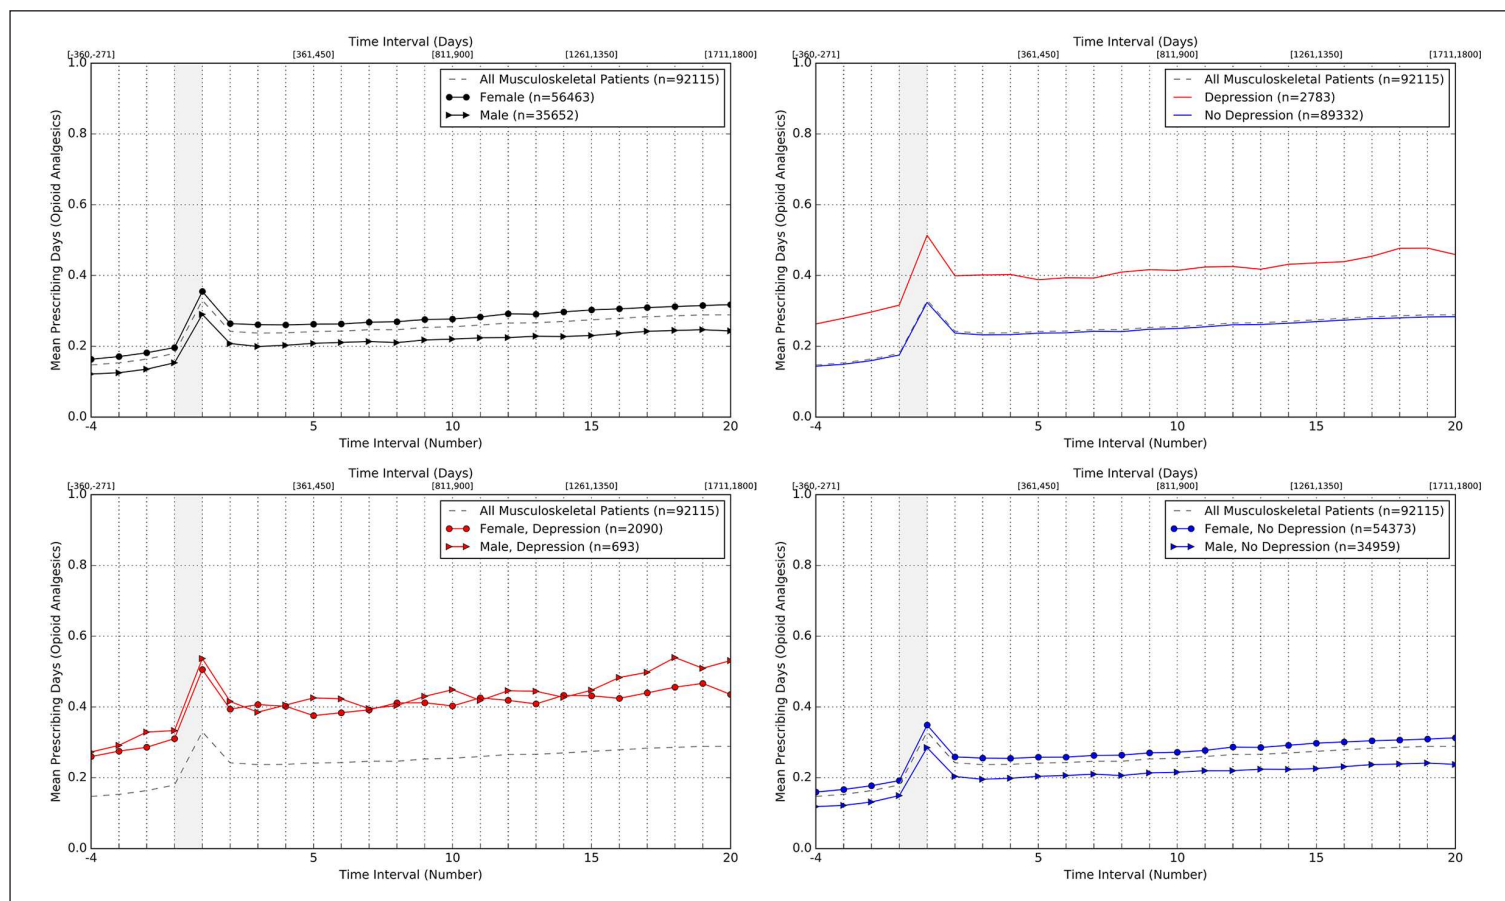 Time Interval (Days)
[-360,-271] [361,450] [811,900] [1261,1350] [1711,1800]
1.0
0.8
0.6
0.4
0.2
0.0
Mean Prescribing Days (Opioid Analgesics)
All Musculoskeletal Patients (n=92115)
Female (n=56463)
Male (n=35652)
-4 5 10 15 20
Time Interval (Number)
Time Interval (Days)
[-360,-271] [361,450] [811,900] [1261,1350] [1711,1800]
1.0
0.8
0.6
0.4
0.2
0.0
Mean Prescribing Days (Opioid Analgesics)
All Musculoskeletal Patients (n=92115)
Depression (n=2783)
No Depression (n=89332)
-4 5 10 15 20
Time Interval (Number)
Time Interval (Days)
[-360,-271] [361,450] [811,900] [1261,1350] [1711,1800]
1.0
0.8
0.6
0.4
0.2
0.0
Mean Prescribing Days (Opioid Analgesics)
All Musculoskeletal Patients (n=92115)
Female, Depression (n=2090)
Male, Depression (n=693)
-4 5 10 15 20
Time Interval (Number)
Time Interval (Days)
[-360,-271] [361,450] [811,900] [1261,1350] [1711,1800]
1.0
0.8
0.6
0.4
0.2
0.0
Mean Prescribing Days (Opioid Analgesics)
All Musculoskeletal Patients (n=92115)
Female, No Depression (n=54373)
Male, No Depression (n=34959)
-4 5 10 15 20
Time Interval (Number)